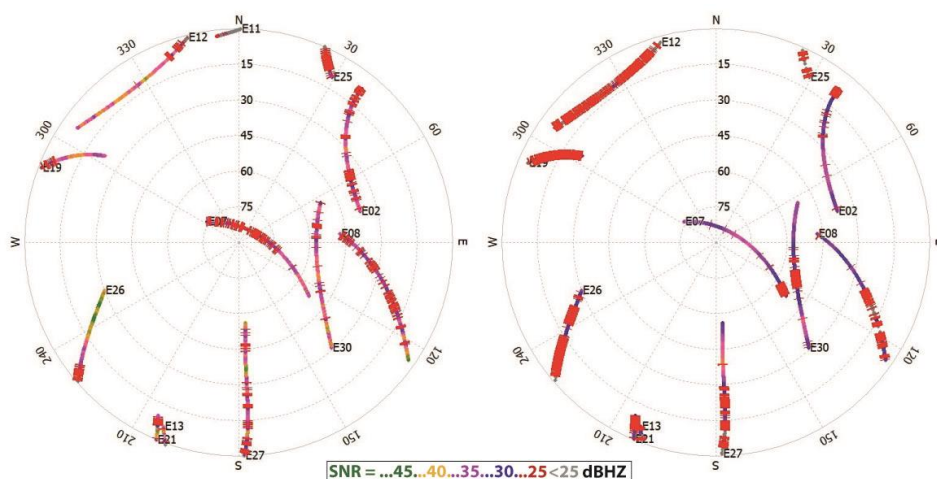 N
N
E11
E12
E12
330
30
330
30
15
15
E25
E25
30
30
300
60
300
60
45
45
E19
E19
60
60
75
75
E02
E02
E07
E08
E07
E08
W
E
W
E26
E26
240
E30
120
240
E30
120
E13
E13
210
E21
150
210
E21
150
E27
E27
S
S
SNR = ...45...40...35...30...25<25 dBHZ